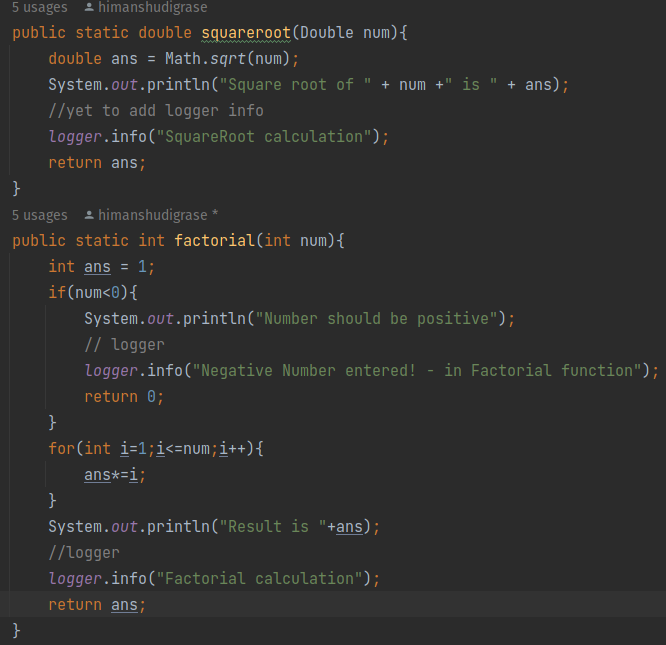 5 usages himanshudigrase
public static double squareroot(Double num){
    double ans = Math.sqrt(num);
    System.out.println("Square root of " + num +" is " + ans);
    //yet to add logger info
    logger.info("SquareRoot calculation");
    return ans;
}
5 usages himanshudigrase *
public static int factorial(int num){
    int ans = 1;
    if(num<0){
        System.out.println("Number should be positive");
        // logger
        logger.info("Negative Number entered! - in Factorial function");
        return 0;
    }
    for(int i=1;i<=num;i++){
        ans*=i;
    }
    System.out.println("Result is "+ans);
    //logger
    logger.info("Factorial calculation");
    return ans;
}